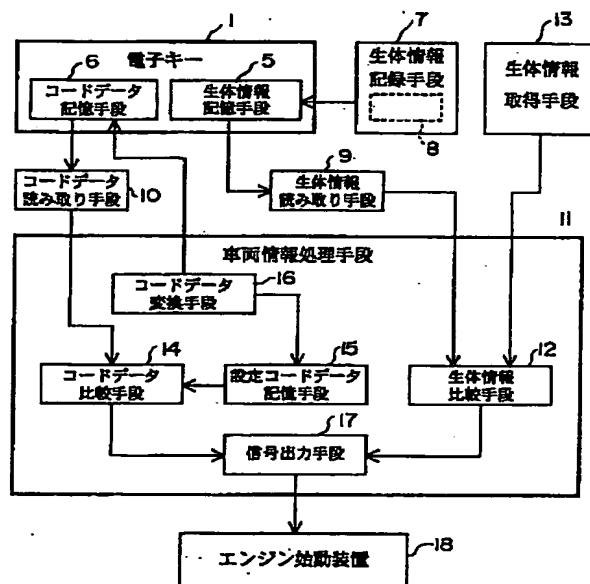 1
7
13
電子キー
6
コードデータ
記憶手段
5
生体情報
記憶手段
生体情報
記録手段
8
生体情報
取得手段
コードデータ
読み取り手段
10
9
生体情報
読み取り手段
11
車両情報処理手段
16
コードデータ
変換手段
14
コードデータ
比較手段
15
設定コードデータ
記憶手段
12
生体情報
比較手段
17
信号出力手段
エンジン始動装置
18